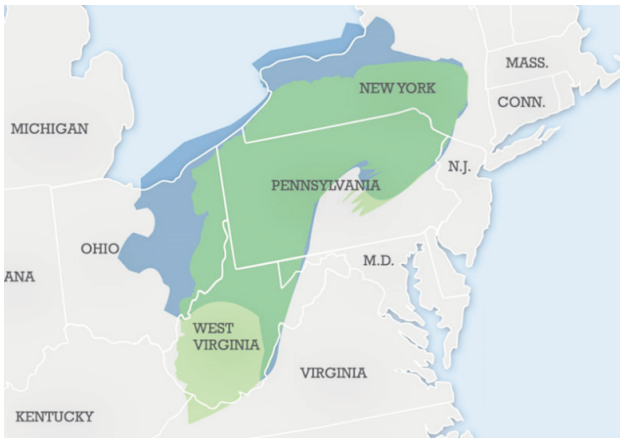 MASS.
NEW YORK
CONN.
MICHIGAN
N.J.
PENNSYLVANIA
OHIO
M.D.
ANA
WEST
VIRGINIA
VIRGINIA
KENTUCKY